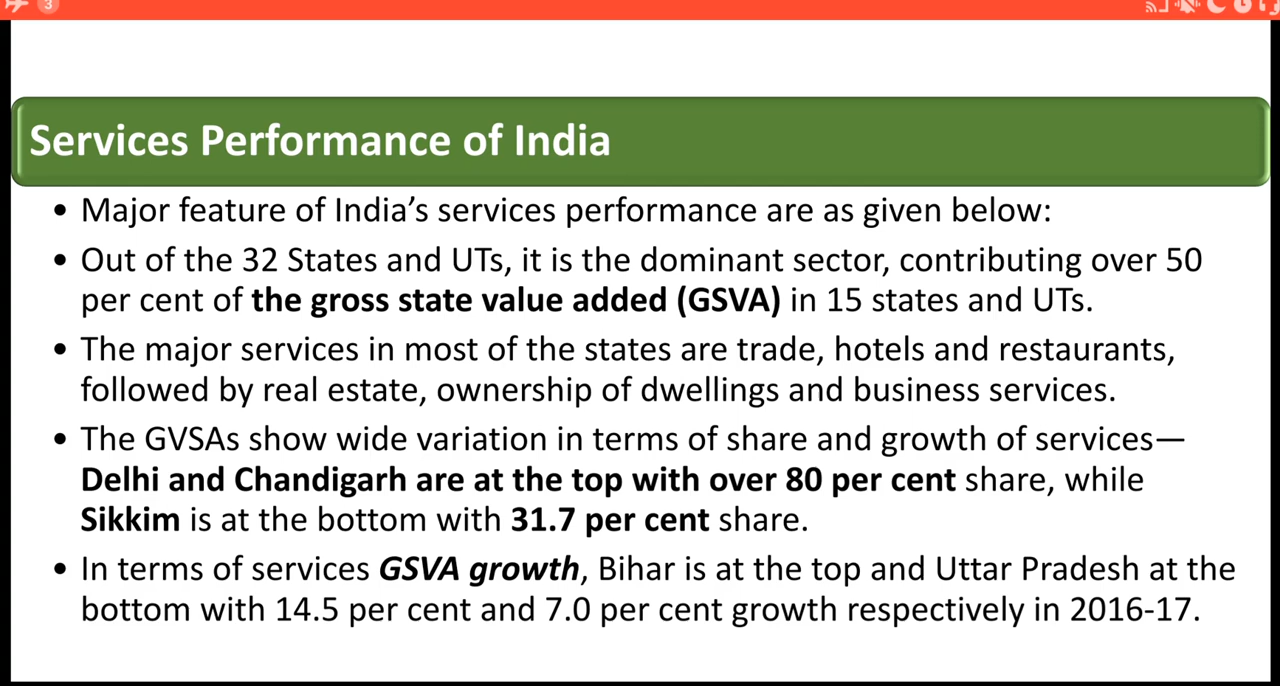 3
Services Performance of India
• Major feature of India’s services performance are as given below:
• Out of the 32 States and UTs, it is the dominant sector, contributing over 50
per cent of the gross state value added (GSVA) in 15 states and UTs.
• The major services in most of the states are trade, hotels and restaurants,
followed by real estate, ownership of dwellings and business services.
• The GVSAs show wide variation in terms of share and growth of services—
Delhi and Chandigarh are at the top with over 80 per cent share, while
Sikkim is at the bottom with 31.7 per cent share.
• In terms of services GSVA growth, Bihar is at the top and Uttar Pradesh at the
bottom with 14.5 per cent and 7.0 per cent growth respectively in 2016-17.